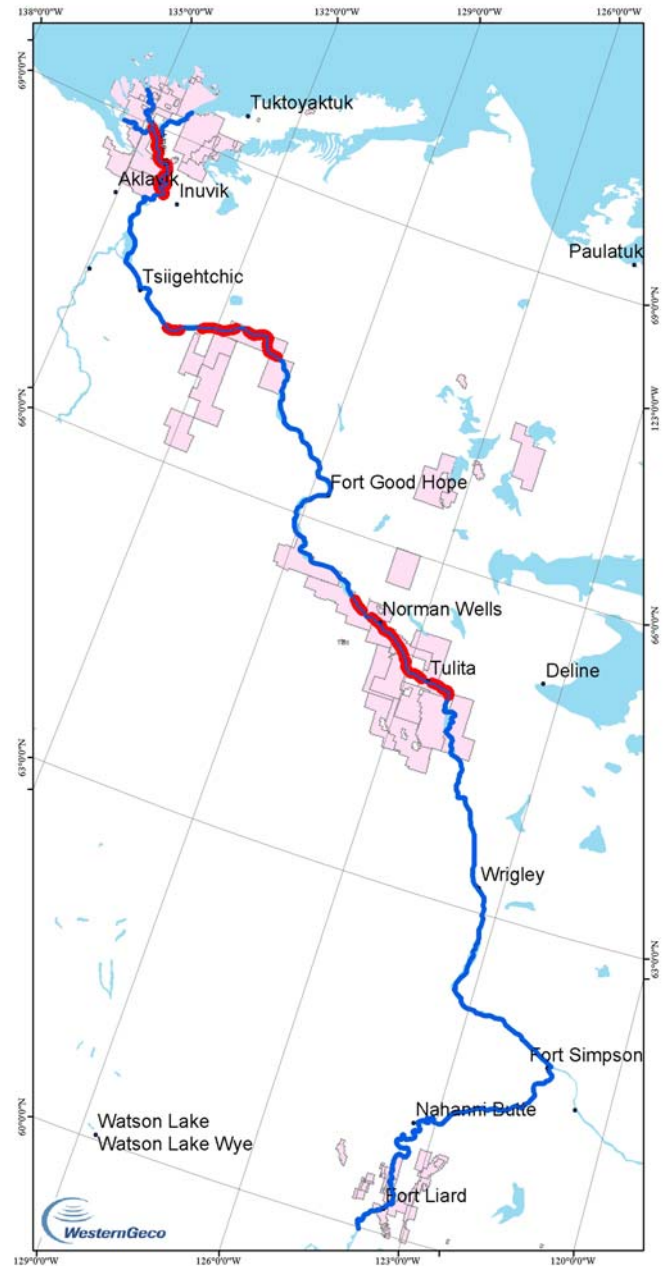 138°0'0"W 135°0'0"W 132°0'0"W 129°0'0"W 126°0'0"W
69°0'0"N
Tuktoyaktuk
Aklavik
Inuvik
Paulatuk
Tsiigehtchic
69°0'0"N
66°0'0"N
123°0'0"W
Fort Good Hope
Norman Wells
66°0'0"N
Tulita
Deline
63°0'0"N
Wrigley
63°0'0"N
Fort Simpson
Nahanni Butte
60°0'0"N
Watson Lake
Watson Lake Wye
Fort Liard
WesternGeco
129°0'0"W 126°0'0"W 123°0'0"W 120°0'0"W